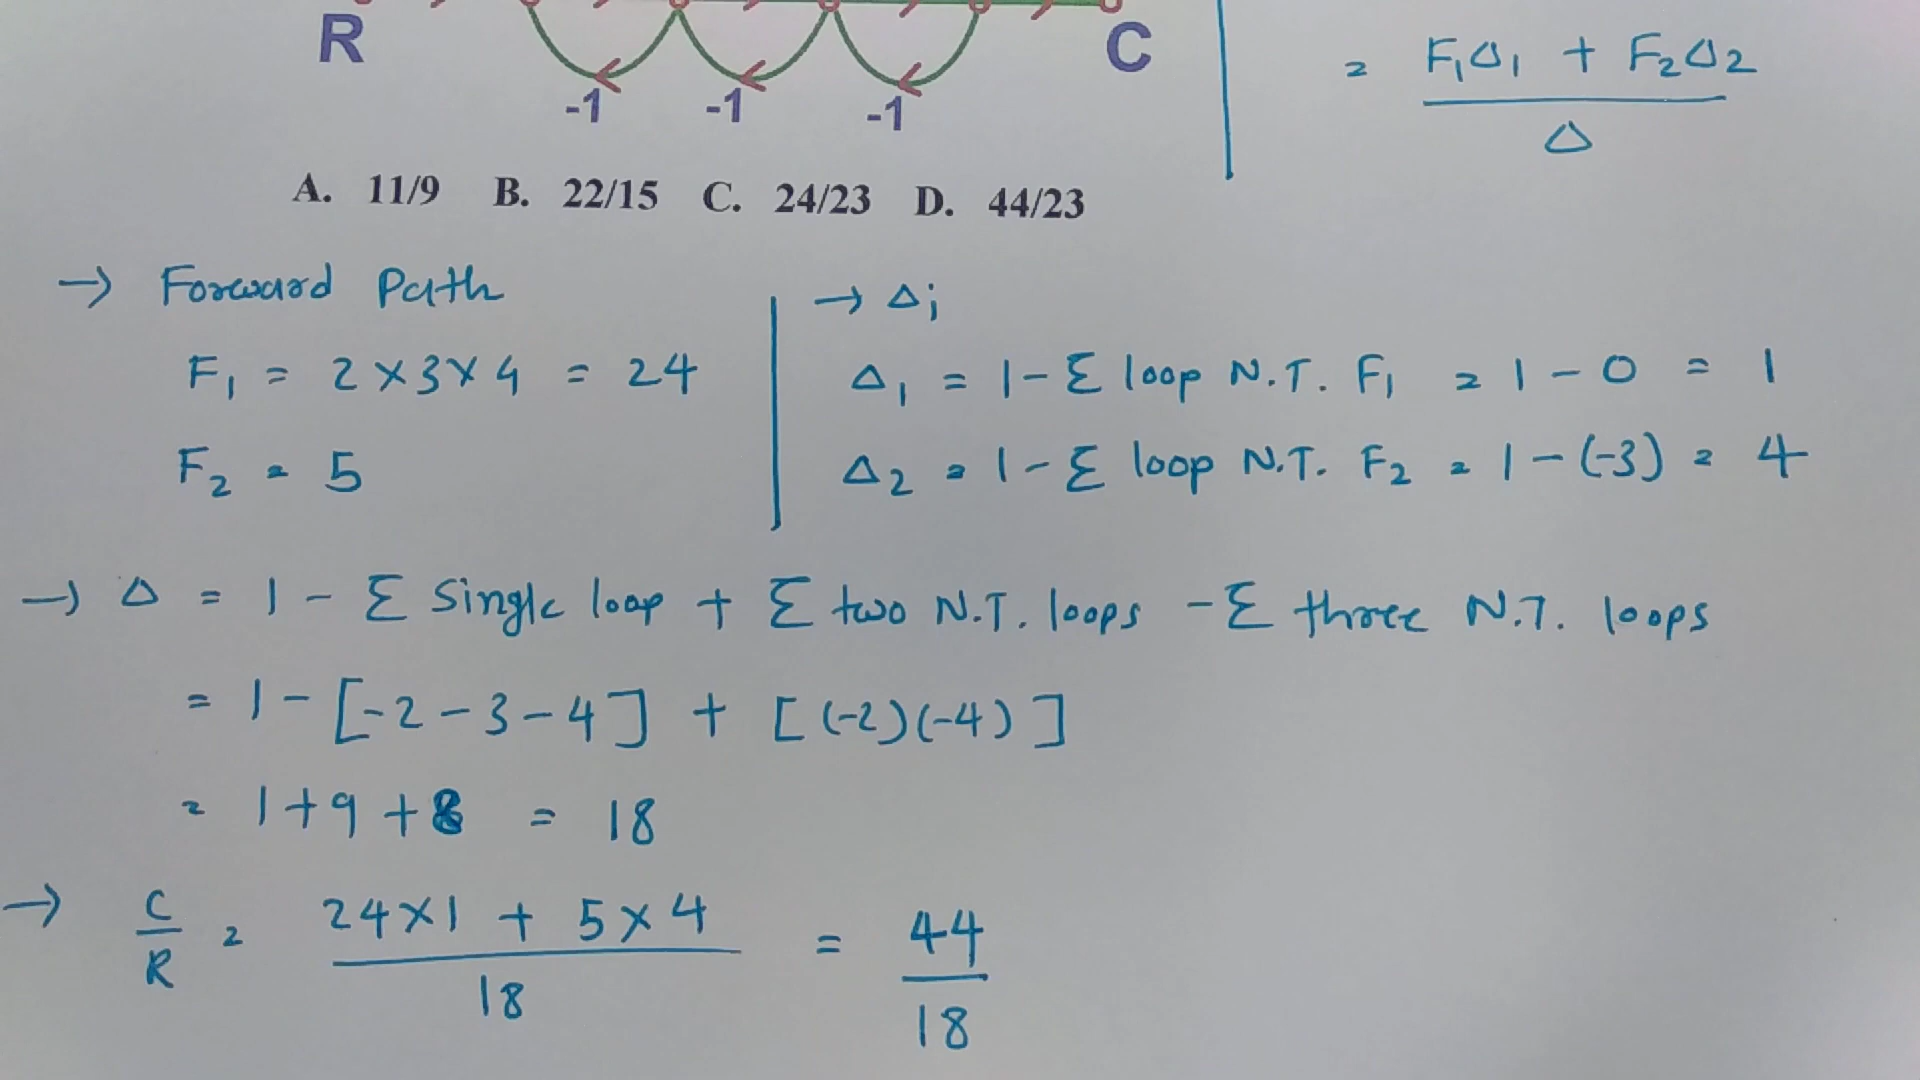 R
C
-1 -1 -1
= F₁Δ₁ + F₂Δ₂ / Δ
A. 11/9 B. 22/15 C. 24/23 D. 44/23
→ Forward Path
F₁ = 2×3×4 = 24
F₂ = 5
→ Δi
Δ₁ = 1 - Σ loop N.T. F₁ = 1 - 0 = 1
Δ₂ = 1 - Σ loop N.T. F₂ = 1 - (-3) = 4
→ Δ = 1 - Σ Single loop + Σ two N.T. loops - Σ three N.T. loops
= 1 - [-2-3-4] + [(-2)(-4)]
= 1+9+8 = 18
→ C/R = 24×1 + 5×4 / 18 = 44/18